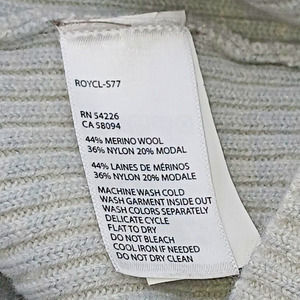 ROYCL-S77
RN 54226
CA 58094
44% MERINO WOOL
36% NYLON 20% MODAL
44% LAINES DE MÉRINOS
36% NYLON 20% MODALE
MACHINE WASH COLD
WASH GARMENT INSIDE OUT
WASH COLORS SEPARATELY
DELICATE CYCLE
FLAT TO DRY
DO NOT BLEACH
COOL IRON IF NEEDED
DO NOT DRY CLEAN